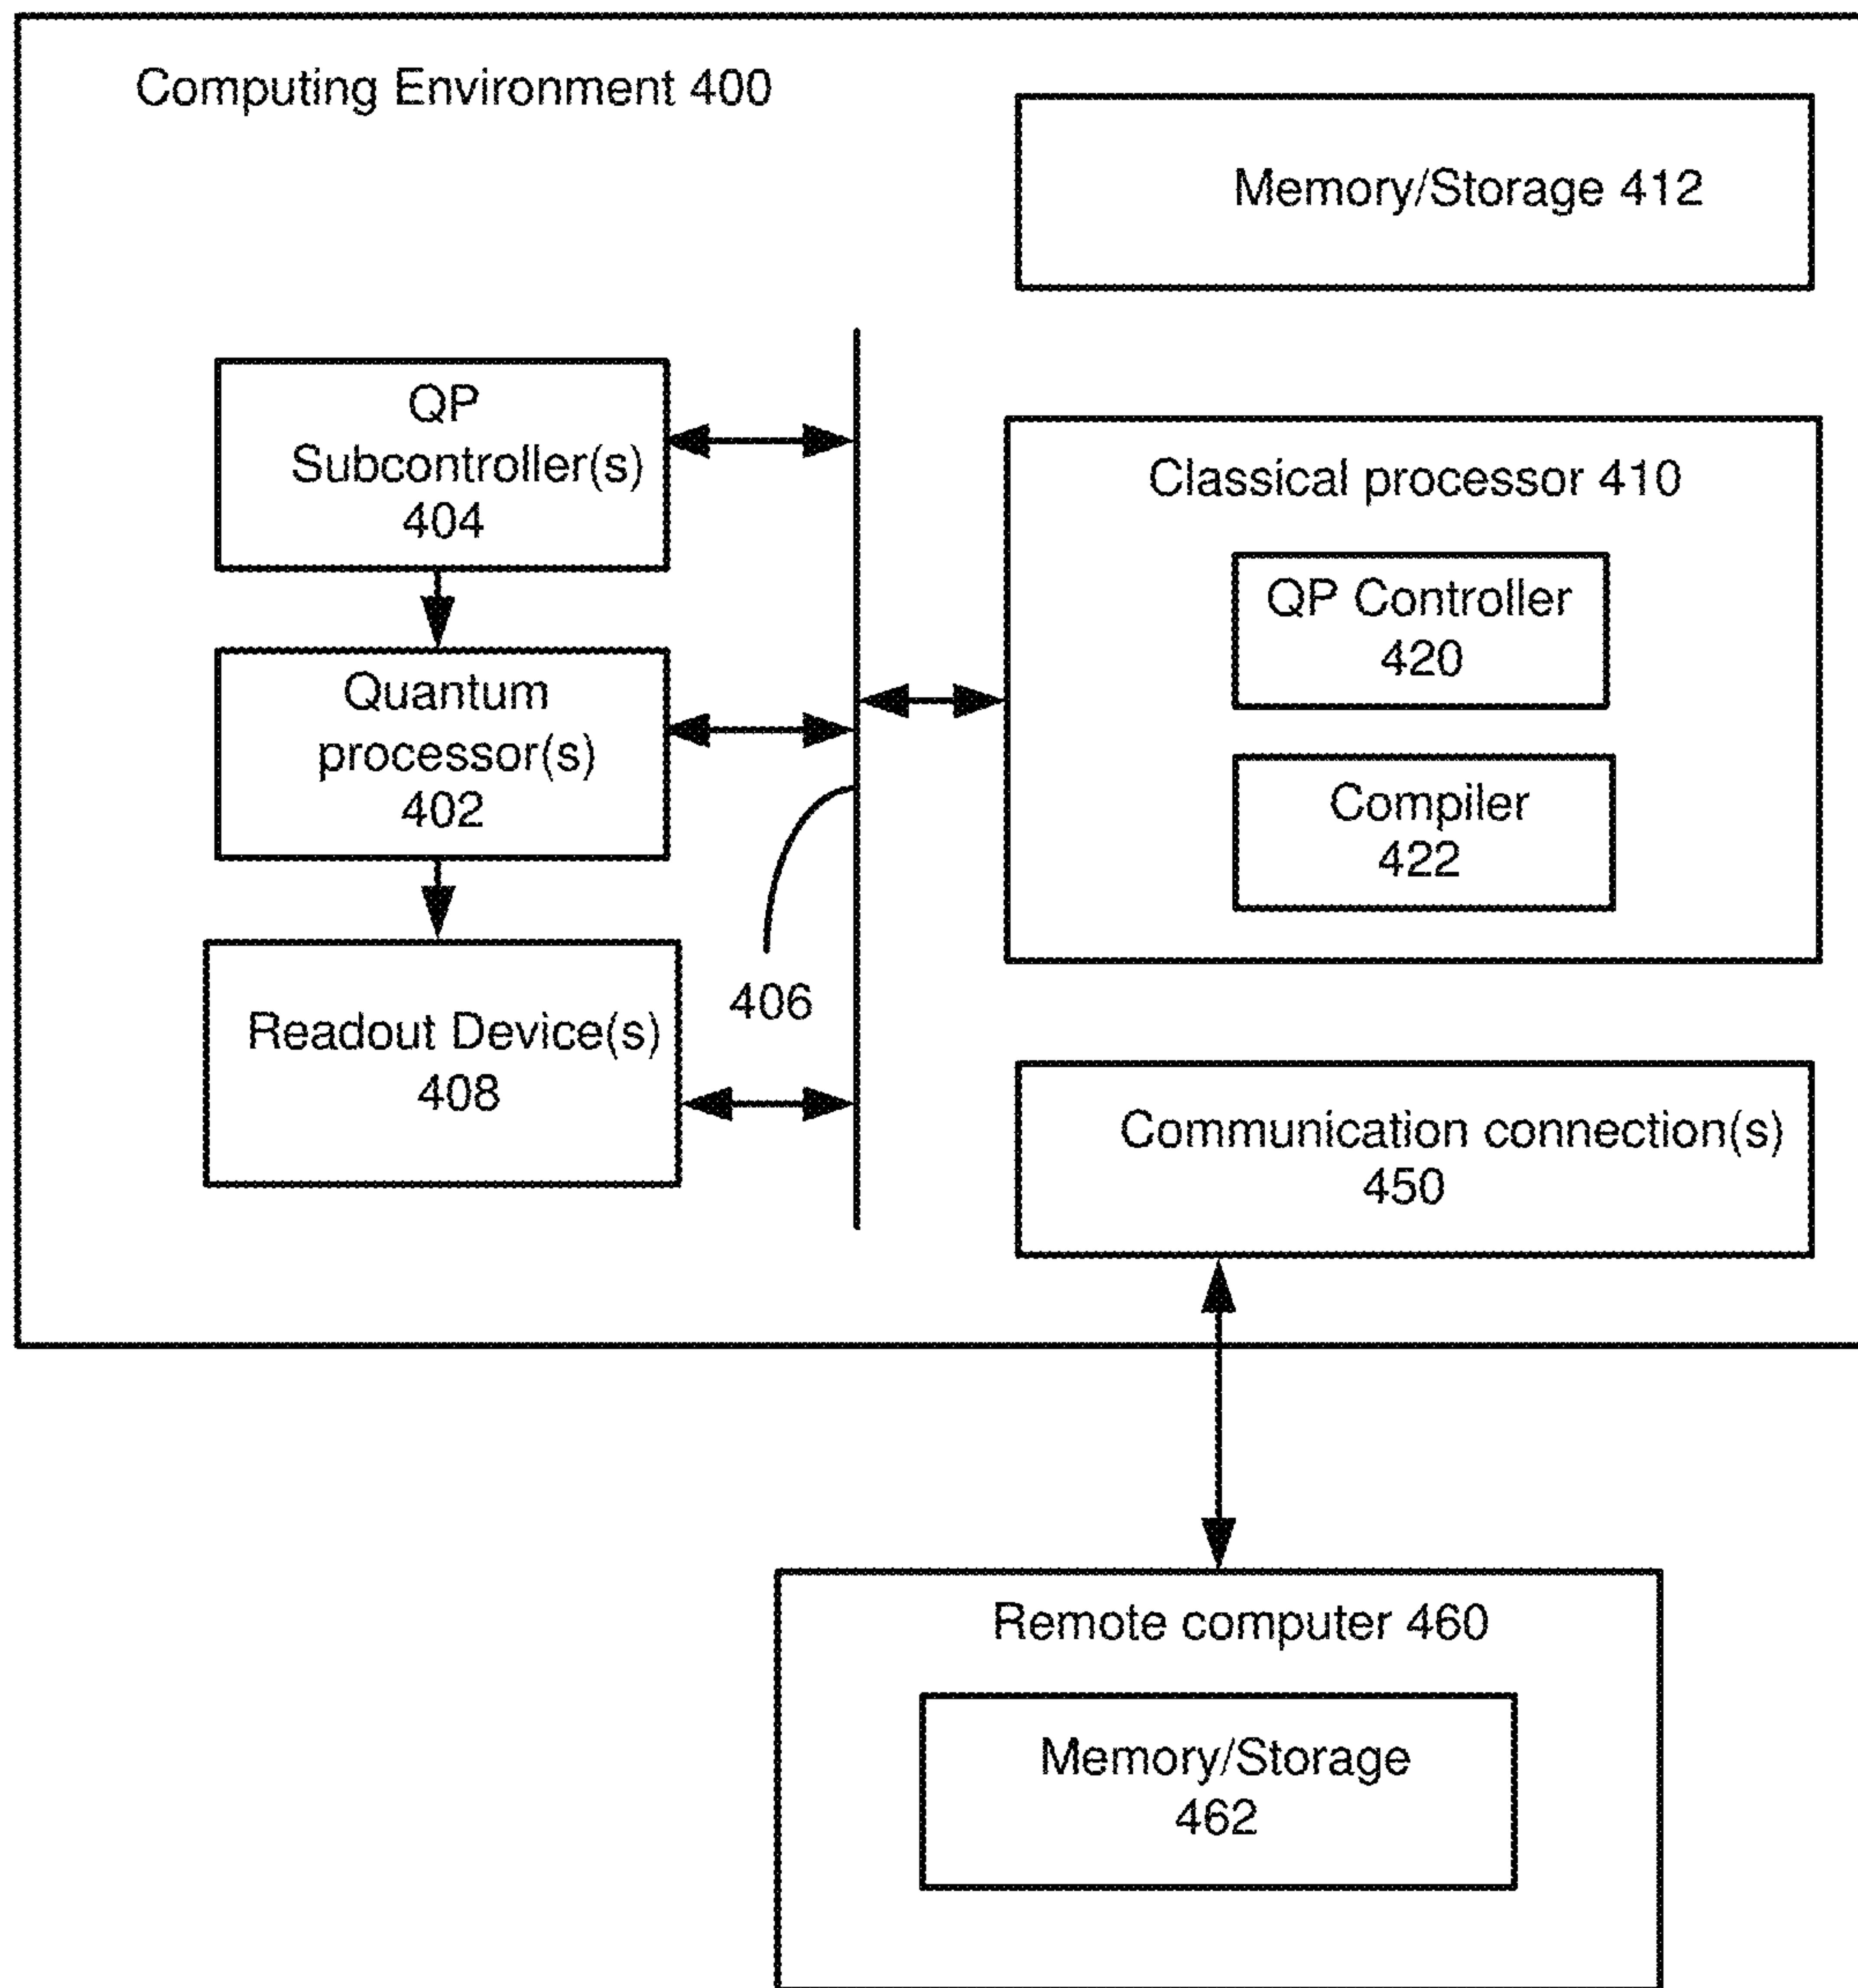 Computing Environment 400
Memory/Storage 412
QP
Subcontroller(s)
404
Classical processor 410
QP Controller
420
Quantum
processor(s)
402
Compiler
422
406
Readout Device(s)
408
Communication connection(s)
450
Remote computer 460
Memory/Storage
462